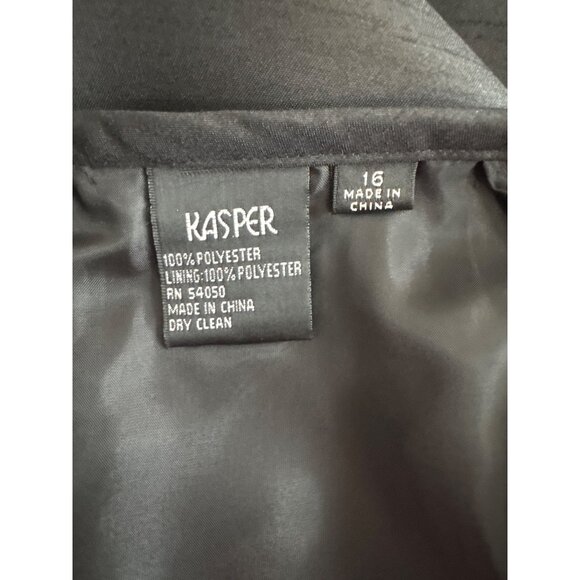 KASPER
100% POLYESTER
LINING:100% POLYESTER
RN 54050
MADE IN CHINA
DRY CLEAN
16
MADE IN
CHINA